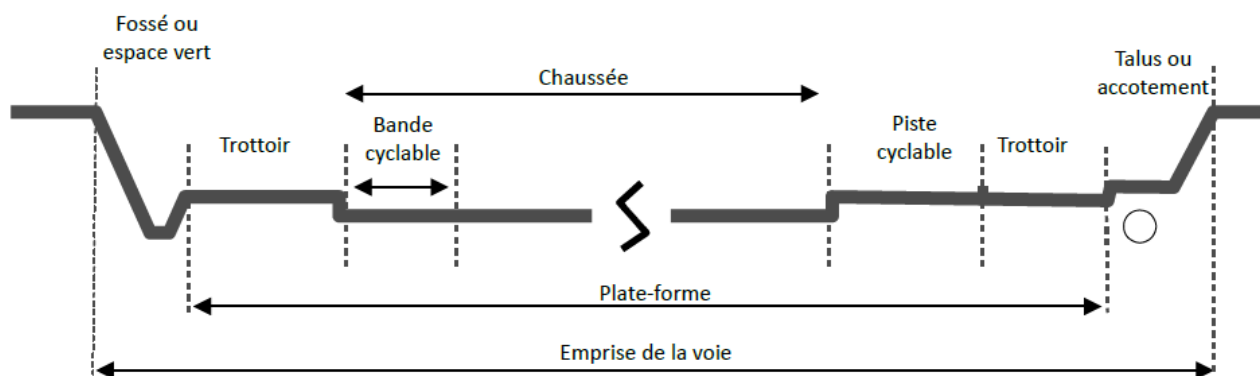 Fossé ou
espace vert
Chaussée
Talus ou
accotement
Trottoir
Bande
cyclable
Piste
cyclable
Trottoir
Plate-forme
Emprise de la voie